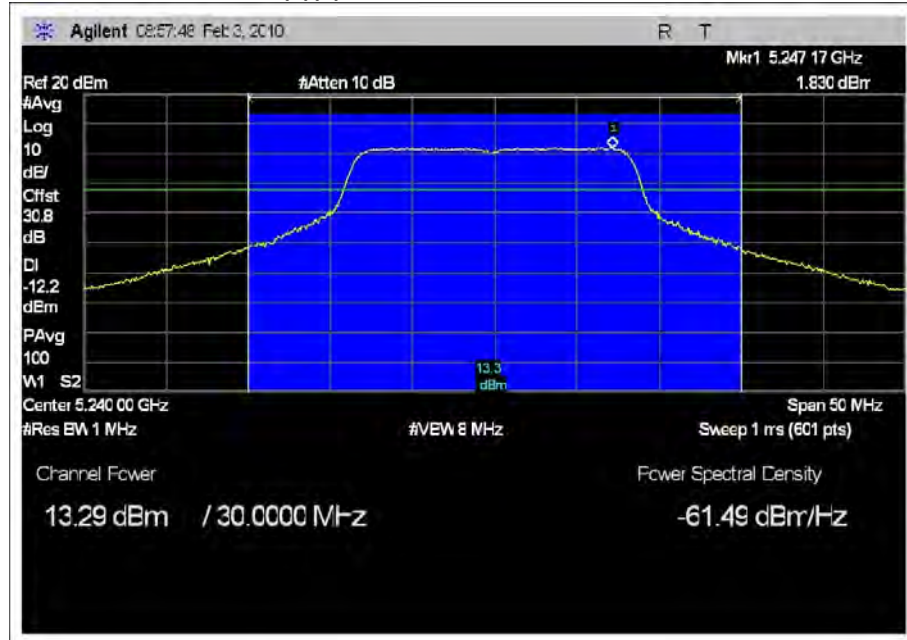 Agilent 08:57:48 Feb 3, 2010 R T
Mkr1 5.247 17 GHz
Ref 20 dBm #Atten 10 dB 1.830 dBm
#Avg
Log
10
dB/
Offst
30.8
dB
DI
-12.2
dBm
PAvg
100
W1 S2
1
13.3
dBm
Center 5.240 00 GHz Span 50 MHz
#Res BW 1 MHz #VBW 8 MHz Sweep 1 ms (601 pts)
Channel Power Power Spectral Density
13.29 dBm / 30.0000 MHz -61.49 dBm/Hz